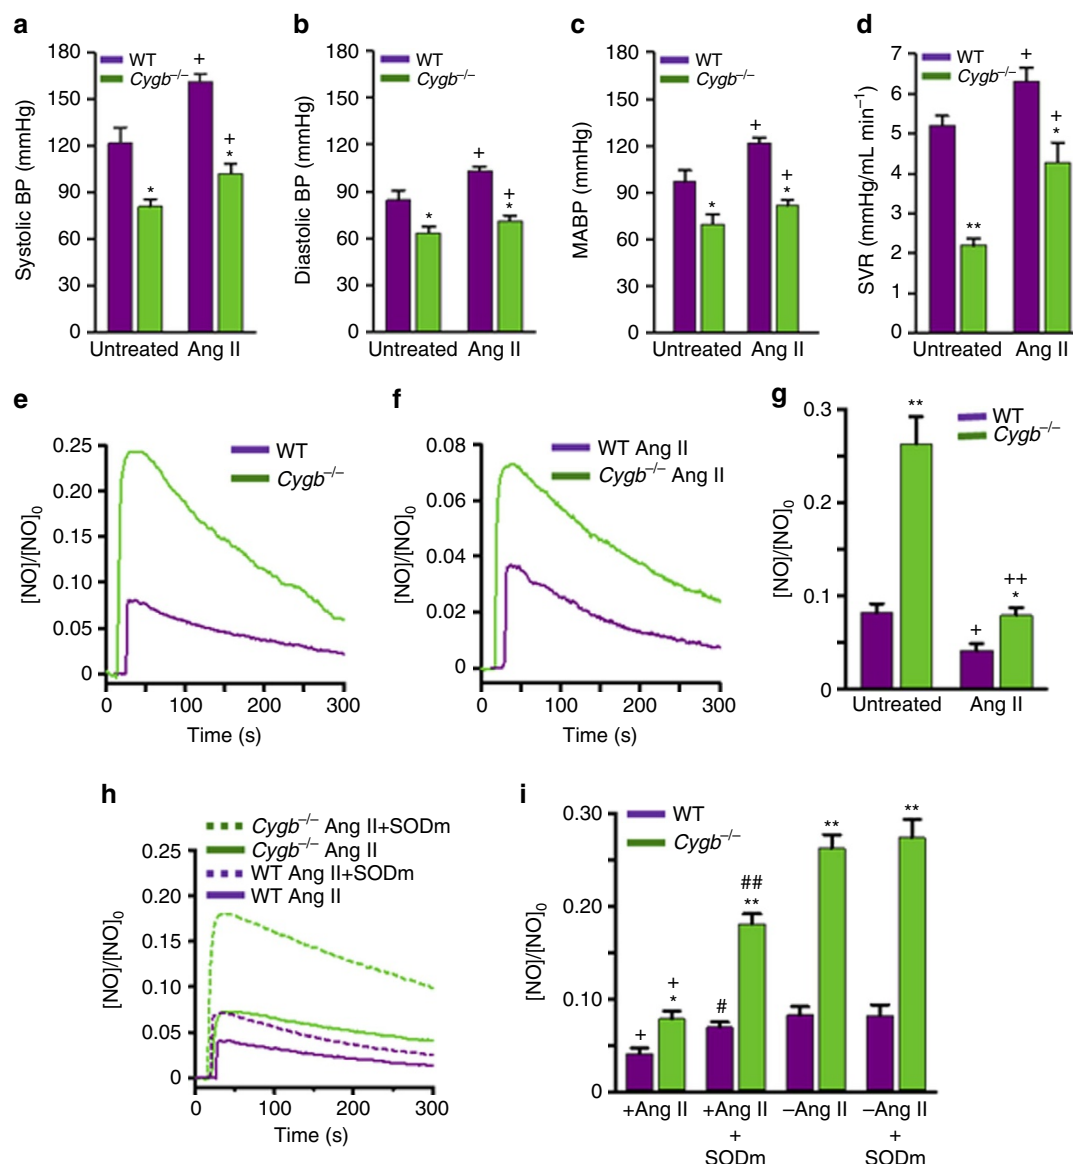 a
WT
Cygb–/–
Systolic BP (mmHg)
180
150
120
90
60
30
0
+
*
+
*
Untreated Ang II
b
WT
Cygb–/–
Diastolic BP (mmHg)
180
150
120
90
60
30
0
+
*
+
*
Untreated Ang II
c
WT
Cygb–/–
MABP (mmHg)
180
150
120
90
60
30
0
+
*
+
*
Untreated Ang II
d
WT
Cygb–/–
SVR (mmHg/mL min–1)
7
6
5
4
3
2
1
0
+
**
+
*
Untreated Ang II
e
WT
Cygb–/–
[NO]/[NO]0
0.25
0.20
0.15
0.10
0.05
0
0 100 200 300
Time (s)
f
WT Ang II
Cygb–/– Ang II
[NO]/[NO]0
0.08
0.06
0.04
0.02
0
0 100 200 300
Time (s)
g
WT
Cygb–/–
[NO]/[NO]0
0.3
0.2
0.1
0
**
+
++
*
Untreated Ang II
h
Cygb–/– Ang II+SODm
Cygb–/– Ang II
WT Ang II+SODm
WT Ang II
[NO]/[NO]0
0.25
0.20
0.15
0.10
0.05
0
0 100 200 300
Time (s)
i
WT
Cygb–/–
[NO]/[NO]0
0.30
0.20
0.10
0
+
+
*
#
##
**
**
**
+Ang II +Ang II –Ang II –Ang II
+ +
SODm SODm